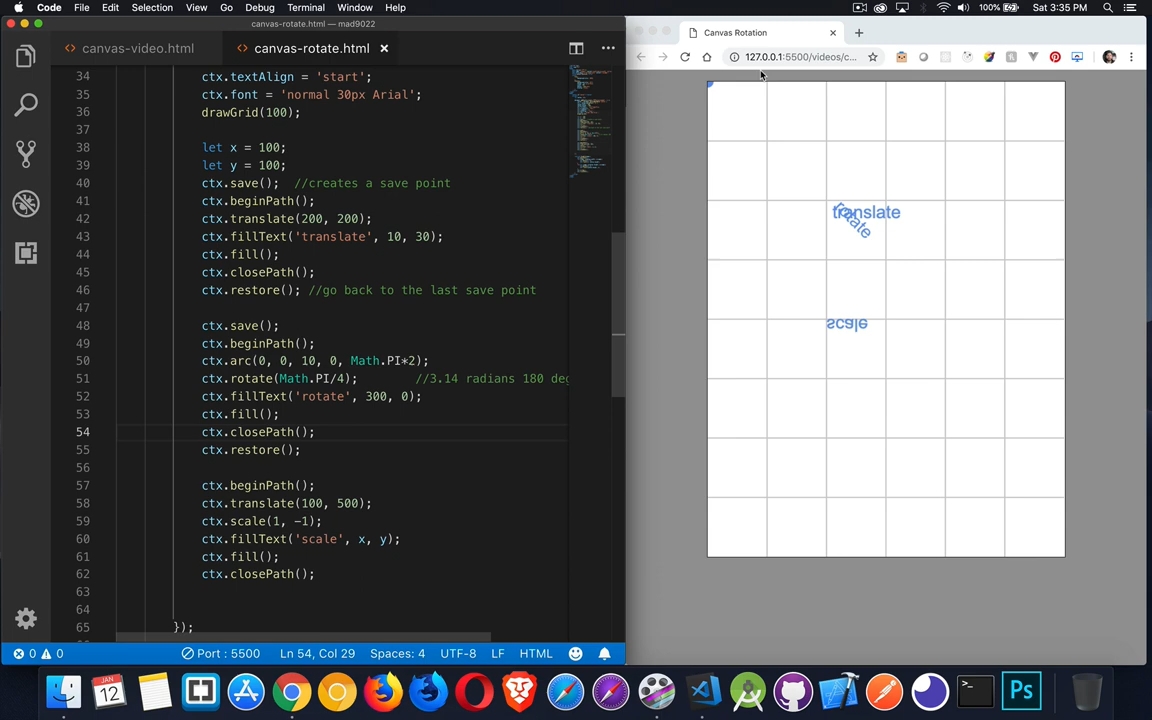 Code File Edit Selection View Go Debug Terminal Window Help 100% Sat 3:35 PM
canvas-rotate.html — mad9022
Canvas Rotation
canvas-video.html canvas-rotate.html
127.0.0.1:5500/videos/c...
34 ctx.textAlign = 'start';
35 ctx.font = 'normal 30px Arial';
36 drawGrid(100);
37
38 let x = 100;
39 let y = 100;
40 ctx.save(); //creates a save point
41 ctx.beginPath();
42 ctx.translate(200, 200);
43 ctx.fillText('translate', 10, 30);
44 ctx.fill();
45 ctx.closePath();
46 ctx.restore(); //go back to the last save point
47
48 ctx.save();
49 ctx.beginPath();
50 ctx.arc(0, 0, 10, 0, Math.PI*2);
51 ctx.rotate(Math.PI/4); //3.14 radians 180 deg
52 ctx.fillText('rotate', 300, 0);
53 ctx.fill();
54 ctx.closePath();
55 ctx.restore();
56
57 ctx.beginPath();
58 ctx.translate(100, 500);
59 ctx.scale(1, -1);
60 ctx.fillText('scale', x, y);
61 ctx.fill();
62 ctx.closePath();
63
64
65 });
translate
rotate
scale
0 0 Port : 5500 Ln 54, Col 29 Spaces: 4 UTF-8 LF HTML
JAN
12
>_
Ps